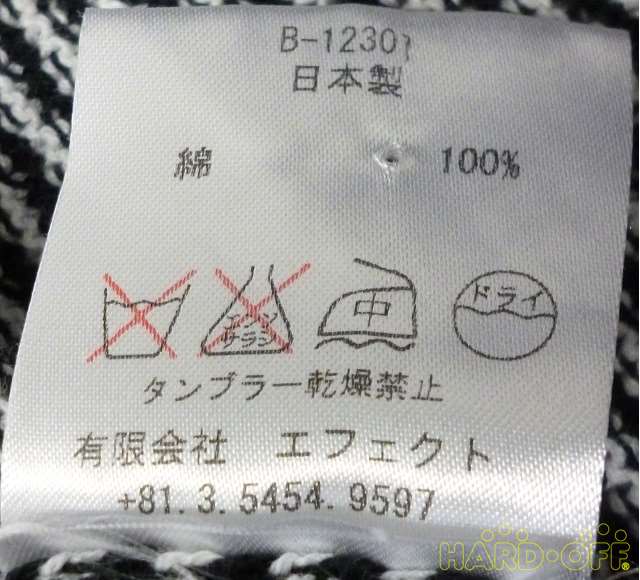 B-12301
日本製
綿 100%
エンソ
サラシ
中
ドライ
タンブラー乾燥禁止
有限会社 エフェクト
+81.3.5454.9597
HARD·OFF®